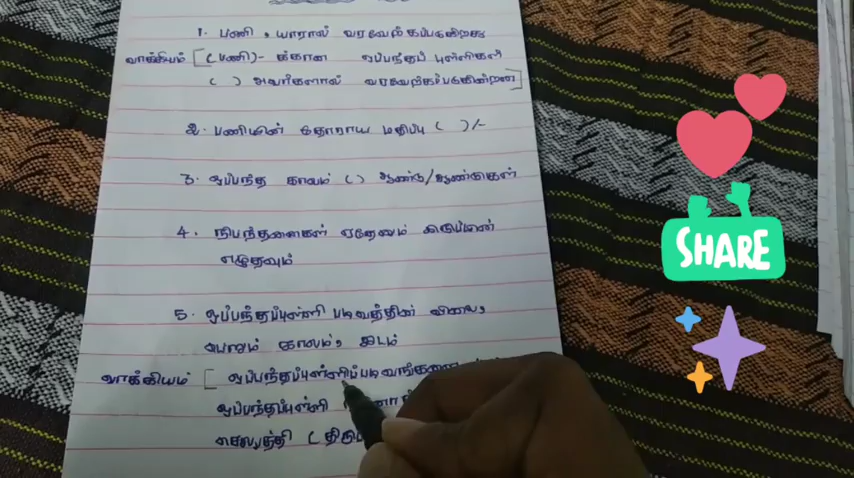 1. பணி, யாரால் வரவேற்கப்படுகிறது
வாக்கியம் [(பணி)- க்கான ஒப்பந்தப் புள்ளிகள்
( ) அவர்களால் வரவேற்கப்படுகின்றன]
2. பணியின் தோராய மதிப்பு ( )/-
3. ஒப்பந்த காலம் ( ) ஆண்டு/ஆண்டுகள்
4. நிபந்தனைகள் ஏதேனும் இருப்பின்
எழுதவும்
5. ஒப்பந்தப்புள்ளி படிவத்தின் விலை,
பெறும் காலம், இடம்
வாக்கியம் [ ஒப்பந்தப்புள்ளிப்படிவங்களை
ஒப்பந்தப்புள்ளி
செலுத்தி (
SHARE